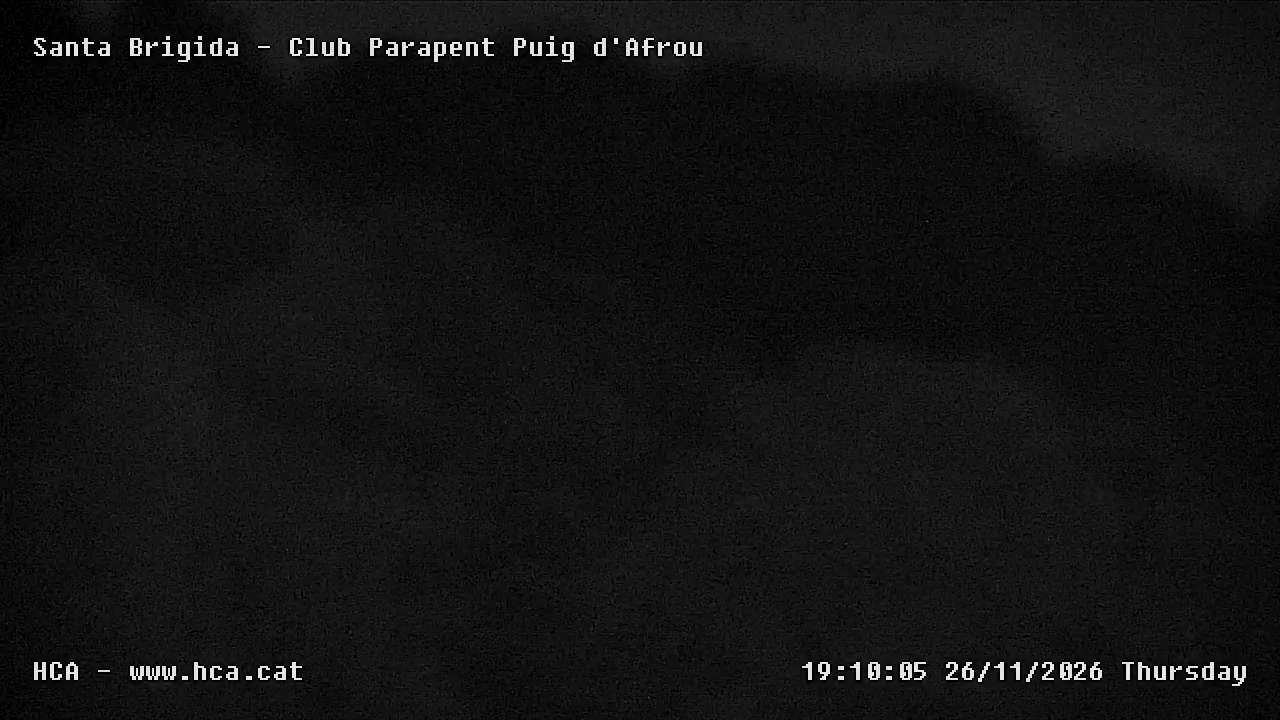 Santa Brigida - Club Parapent Puig d'Afrou
HCA - www.hca.cat
19:10:05 26/11/2026 Thursday